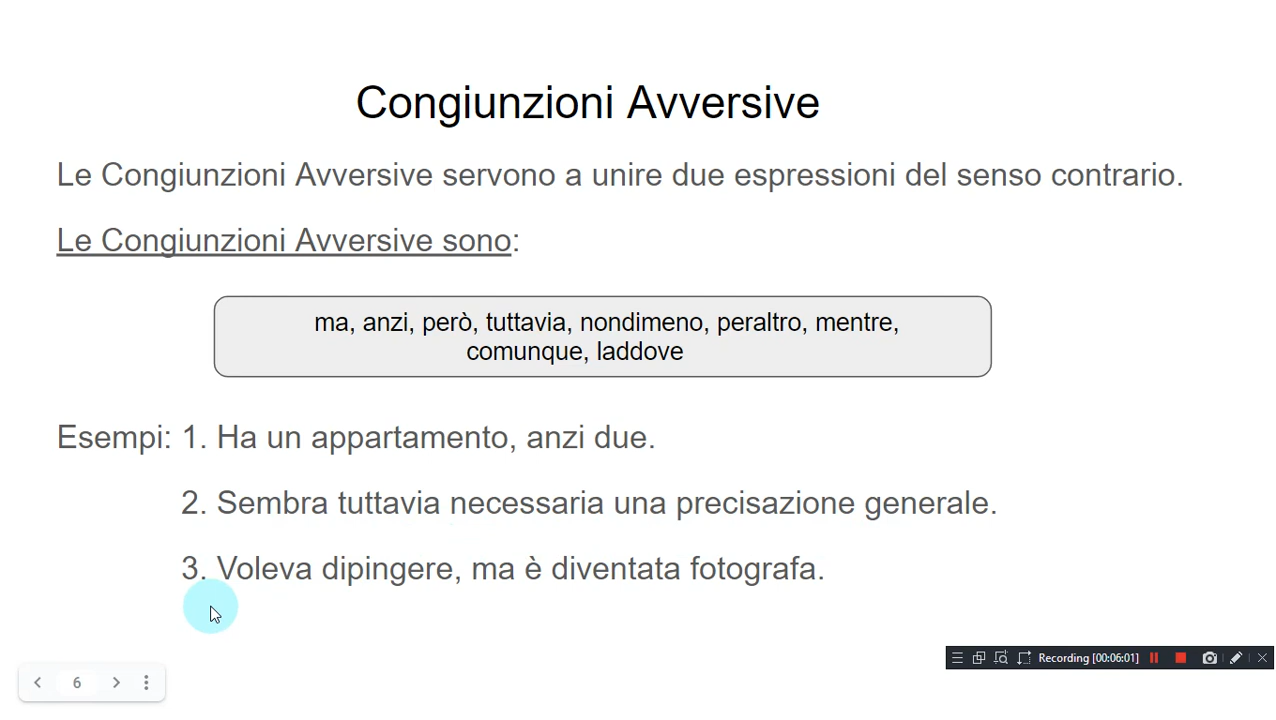 Congiunzioni Avversive
Le Congiunzioni Avversive servono a unire due espressioni del senso contrario.
Le Congiunzioni Avversive sono:
ma, anzi, però, tuttavia, nondimeno, peraltro, mentre,
comunque, laddove
Esempi: 1. Ha un appartamento, anzi due.
2. Sembra tuttavia necessaria una precisazione generale.
3. Voleva dipingere, ma è diventata fotografa.
Recording [00:06:01]
6